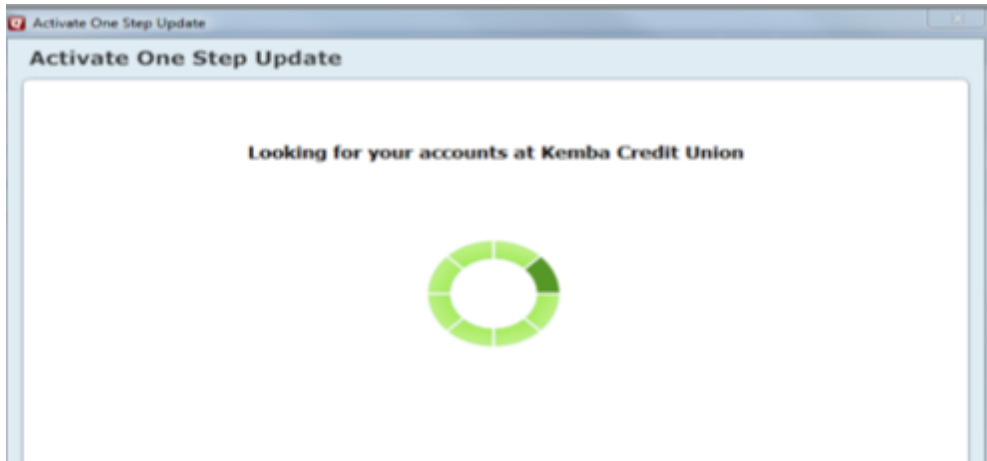 Activate One Step Update
Activate One Step Update
Looking for your accounts at Kemba Credit Union